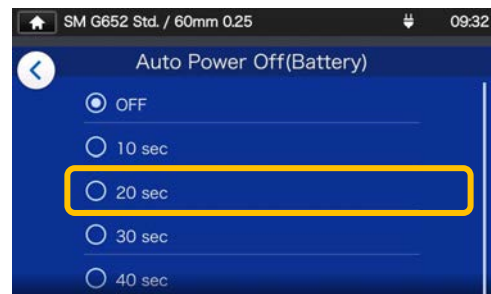 SM G652 Std. / 60mm 0.25 09:32
Auto Power Off(Battery)
OFF
10 sec
20 sec
30 sec
40 sec